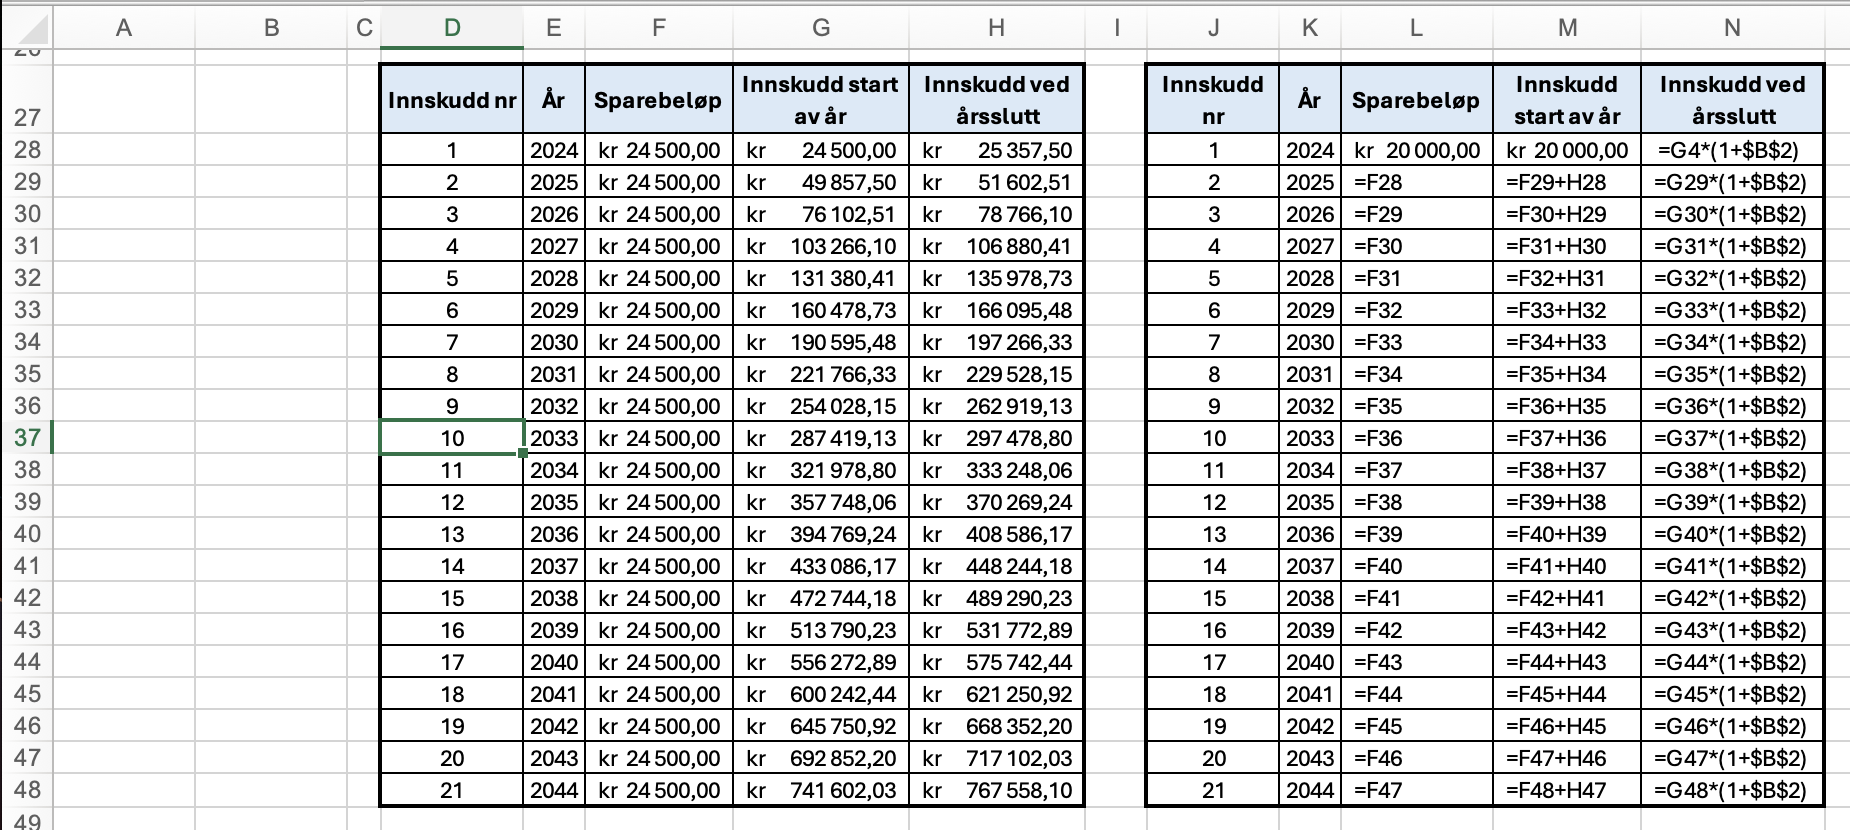 A B C D E F G H I J K L M N
27 Innskudd nr År Sparebeløp Innskudd start av år Innskudd ved årsslutt Innskudd nr År Sparebeløp Innskudd start av år Innskudd ved årsslutt
28 1 2024 kr 24 500,00 kr 24 500,00 kr 25 357,50 1 2024 kr 20 000,00 kr 20 000,00 =G4*(1+$B$2)
29 2 2025 kr 24 500,00 kr 49 857,50 kr 51 602,51 2 2025 =F28 =F29+H28 =G29*(1+$B$2)
30 3 2026 kr 24 500,00 kr 76 102,51 kr 78 766,10 3 2026 =F29 =F30+H29 =G30*(1+$B$2)
31 4 2027 kr 24 500,00 kr 103 266,10 kr 106 880,41 4 2027 =F30 =F31+H30 =G31*(1+$B$2)
32 5 2028 kr 24 500,00 kr 131 380,41 kr 135 978,73 5 2028 =F31 =F32+H31 =G32*(1+$B$2)
33 6 2029 kr 24 500,00 kr 160 478,73 kr 166 095,48 6 2029 =F32 =F33+H32 =G33*(1+$B$2)
34 7 2030 kr 24 500,00 kr 190 595,48 kr 197 266,33 7 2030 =F33 =F34+H33 =G34*(1+$B$2)
35 8 2031 kr 24 500,00 kr 221 766,33 kr 229 528,15 8 2031 =F34 =F35+H34 =G35*(1+$B$2)
36 9 2032 kr 24 500,00 kr 254 028,15 kr 262 919,13 9 2032 =F35 =F36+H35 =G36*(1+$B$2)
37 10 2033 kr 24 500,00 kr 287 419,13 kr 297 478,80 10 2033 =F36 =F37+H36 =G37*(1+$B$2)
38 11 2034 kr 24 500,00 kr 321 978,80 kr 333 248,06 11 2034 =F37 =F38+H37 =G38*(1+$B$2)
39 12 2035 kr 24 500,00 kr 357 748,06 kr 370 269,24 12 2035 =F38 =F39+H38 =G39*(1+$B$2)
40 13 2036 kr 24 500,00 kr 394 769,24 kr 408 586,17 13 2036 =F39 =F40+H39 =G40*(1+$B$2)
41 14 2037 kr 24 500,00 kr 433 086,17 kr 448 244,18 14 2037 =F40 =F41+H40 =G41*(1+$B$2)
42 15 2038 kr 24 500,00 kr 472 744,18 kr 489 290,23 15 2038 =F41 =F42+H41 =G42*(1+$B$2)
43 16 2039 kr 24 500,00 kr 513 790,23 kr 531 772,89 16 2039 =F42 =F43+H42 =G43*(1+$B$2)
44 17 2040 kr 24 500,00 kr 556 272,89 kr 575 742,44 17 2040 =F43 =F44+H43 =G44*(1+$B$2)
45 18 2041 kr 24 500,00 kr 600 242,44 kr 621 250,92 18 2041 =F44 =F45+H44 =G45*(1+$B$2)
46 19 2042 kr 24 500,00 kr 645 750,92 kr 668 352,20 19 2042 =F45 =F46+H45 =G46*(1+$B$2)
47 20 2043 kr 24 500,00 kr 692 852,20 kr 717 102,03 20 2043 =F46 =F47+H46 =G47*(1+$B$2)
48 21 2044 kr 24 500,00 kr 741 602,03 kr 767 558,10 21 2044 =F47 =F48+H47 =G48*(1+$B$2)
49